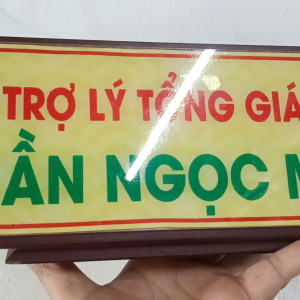 TRỢ LÝ TỔNG GIÁ
ẦN NGỌC M